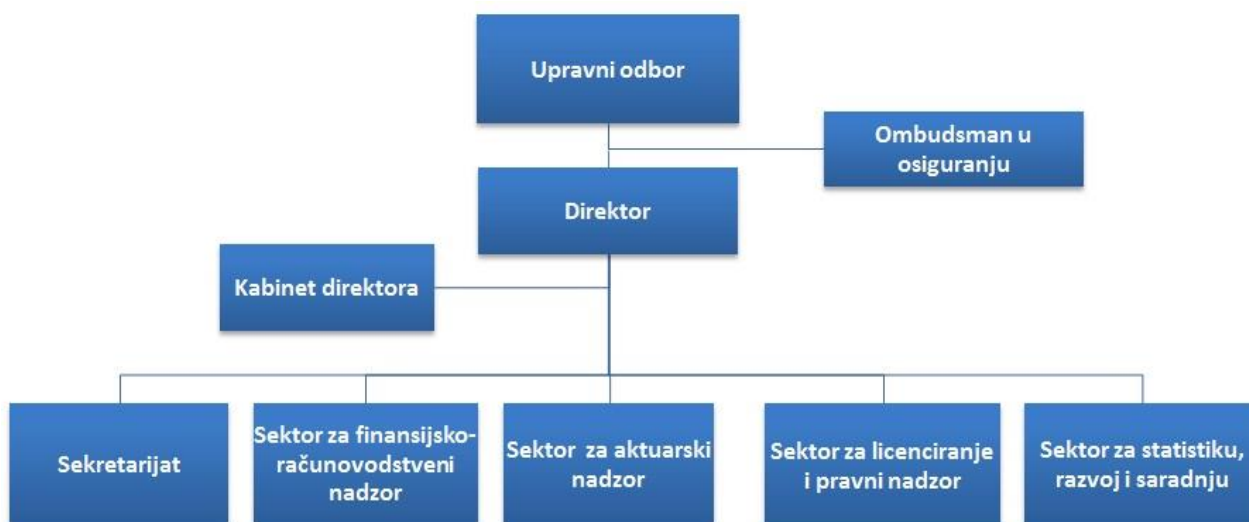 Upravni odbor
Ombudsman u
osiguranju
Direktor
Kabinet direktora
Sekretarijat
Sektor za finansijsko-
računovodstveni
nadzor
Sektor za aktuarski
nadzor
Sektor za licenciranje
i pravni nadzor
Sektor za statistiku,
razvoj i saradnju